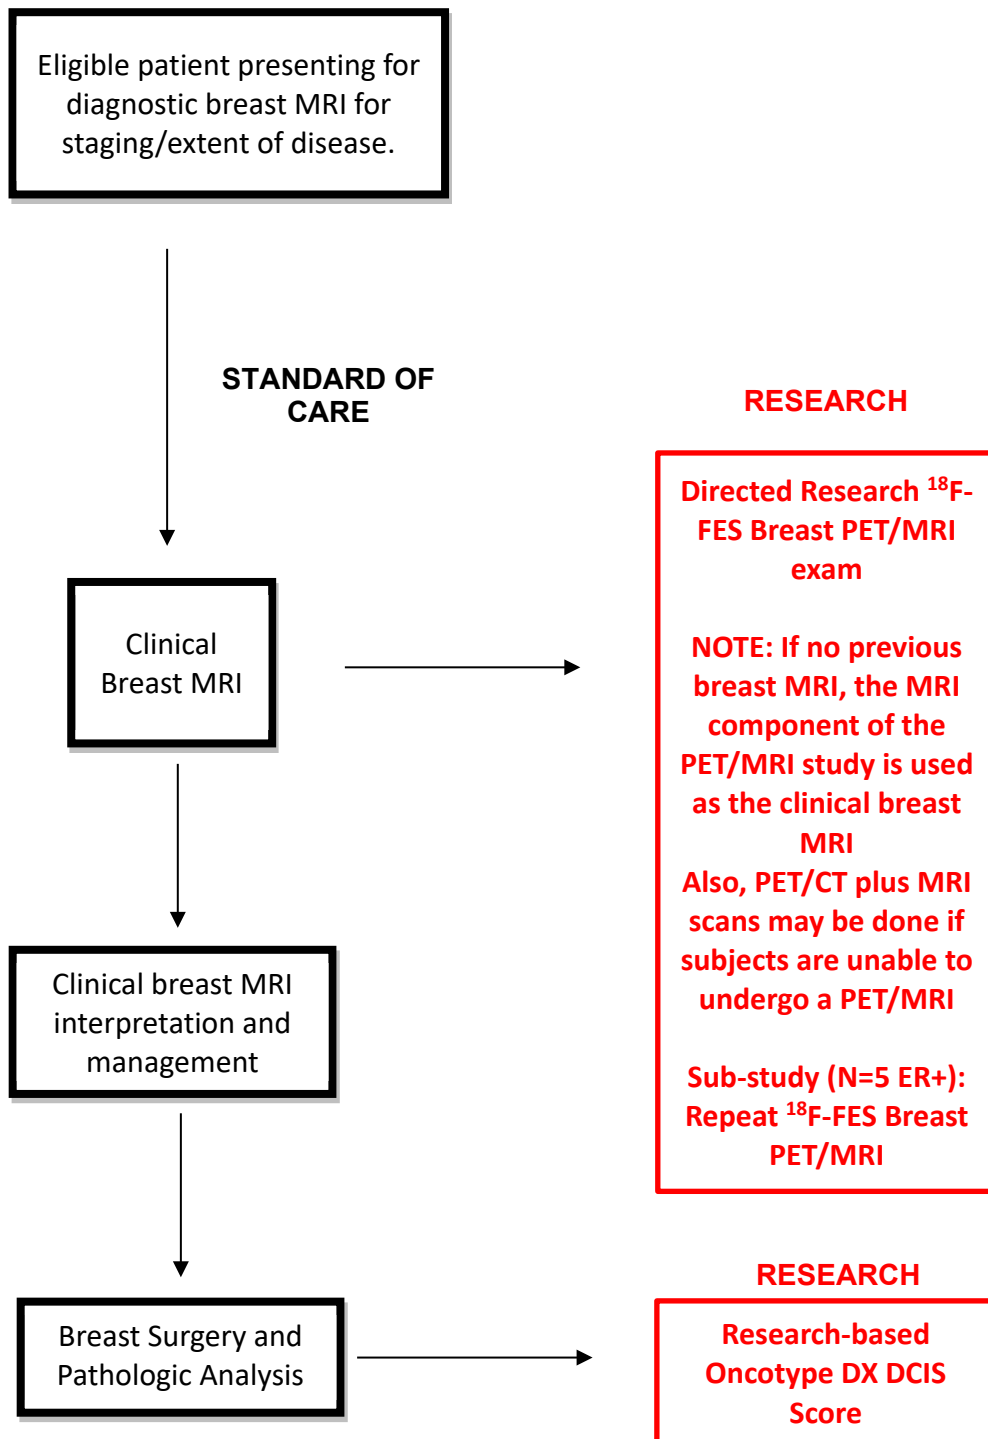 Eligible patient presenting for
diagnostic breast MRI for
staging/extent of disease.
STANDARD OF
CARE
RESEARCH
Directed Research ¹⁸F-
FES Breast PET/MRI
exam
NOTE: If no previous
breast MRI, the MRI
component of the
PET/MRI study is used
as the clinical breast
MRI
Also, PET/CT plus MRI
scans may be done if
subjects are unable to
undergo a PET/MRI
Sub-study (N=5 ER+):
Repeat ¹⁸F-FES Breast
PET/MRI
Clinical
Breast MRI
Clinical breast MRI
interpretation and
management
Breast Surgery and
Pathologic Analysis
RESEARCH
Research-based
Oncotype DX DCIS
Score